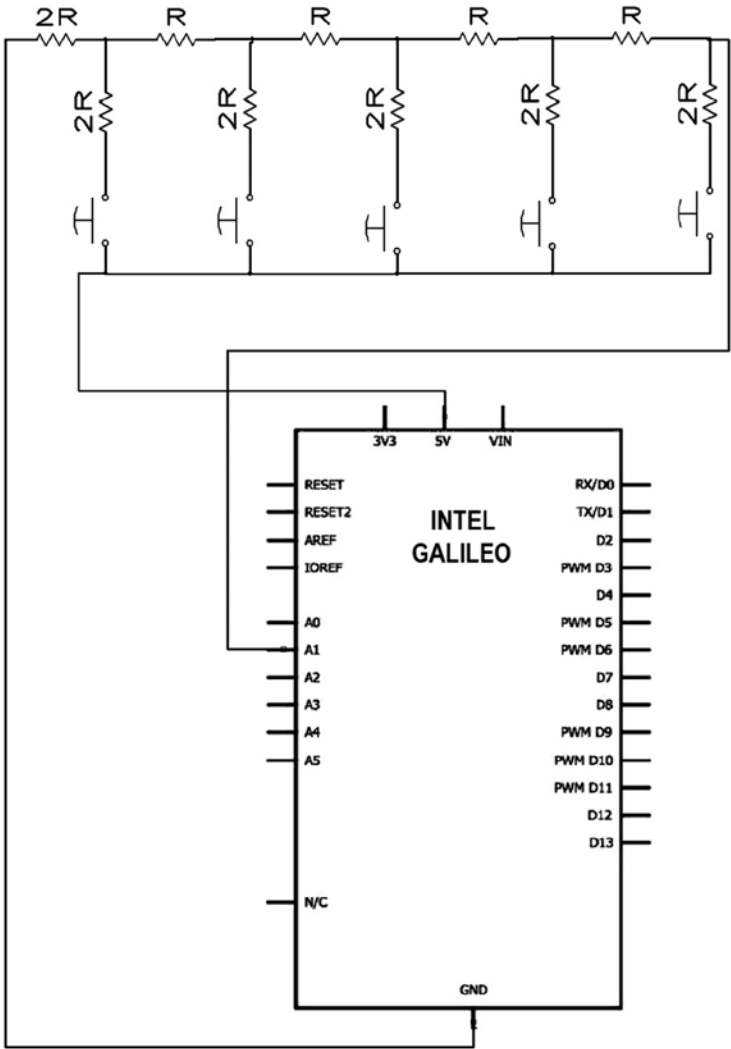 2R R R R R
2R 2R 2R 2R 2R
3V3 5V VIN
INTEL
GALILEO
RESET
RESET2
AREF
IOREF
A0
A1
A2
A3
A4
A5
N/C
RX/D0
TX/D1
D2
PWM D3
D4
PWM D5
PWM D6
D7
D8
PWM D9
PWM D10
PWM D11
D12
D13
GND